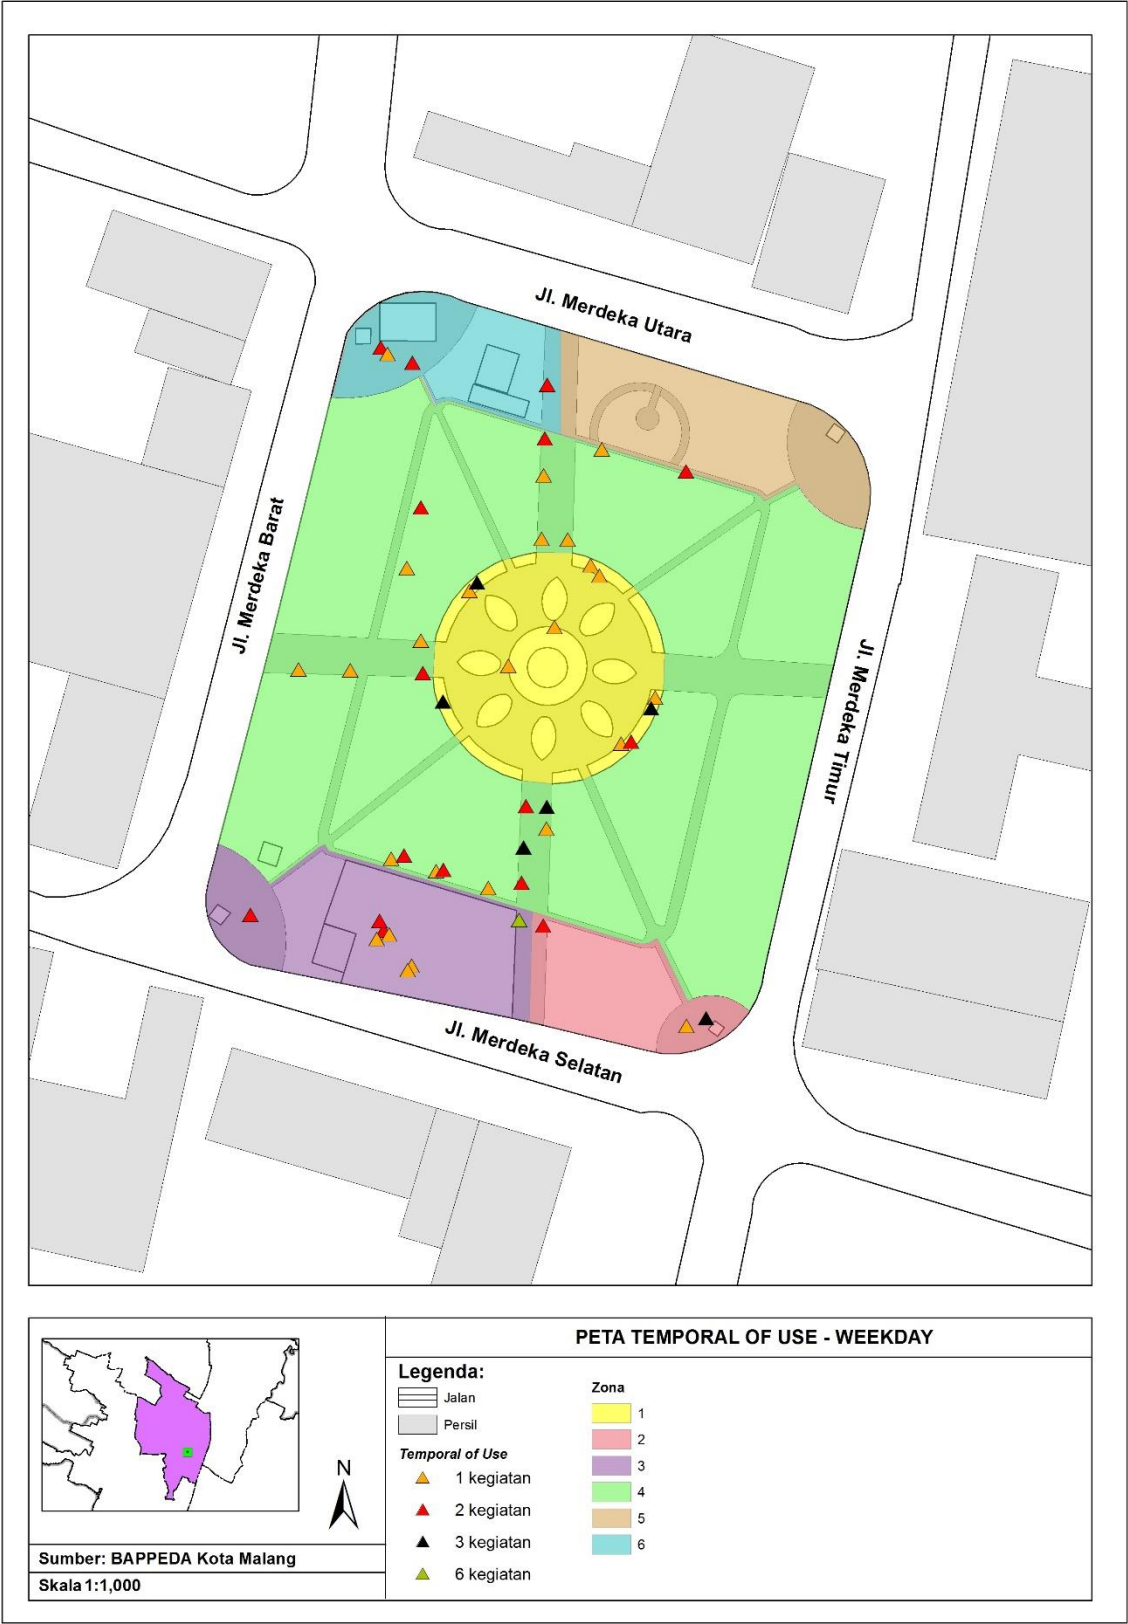 Jl. Merdeka Utara
Jl. Merdeka Barat
Jl. Merdeka Timur
Jl. Merdeka Selatan
PETA TEMPORAL OF USE - WEEKDAY
Legenda:
Jalan
Persil
Temporal of Use
1 kegiatan
2 kegiatan
3 kegiatan
6 kegiatan
Zona
1
2
3
4
5
6
N
Sumber: BAPPEDA Kota Malang
Skala 1:1,000